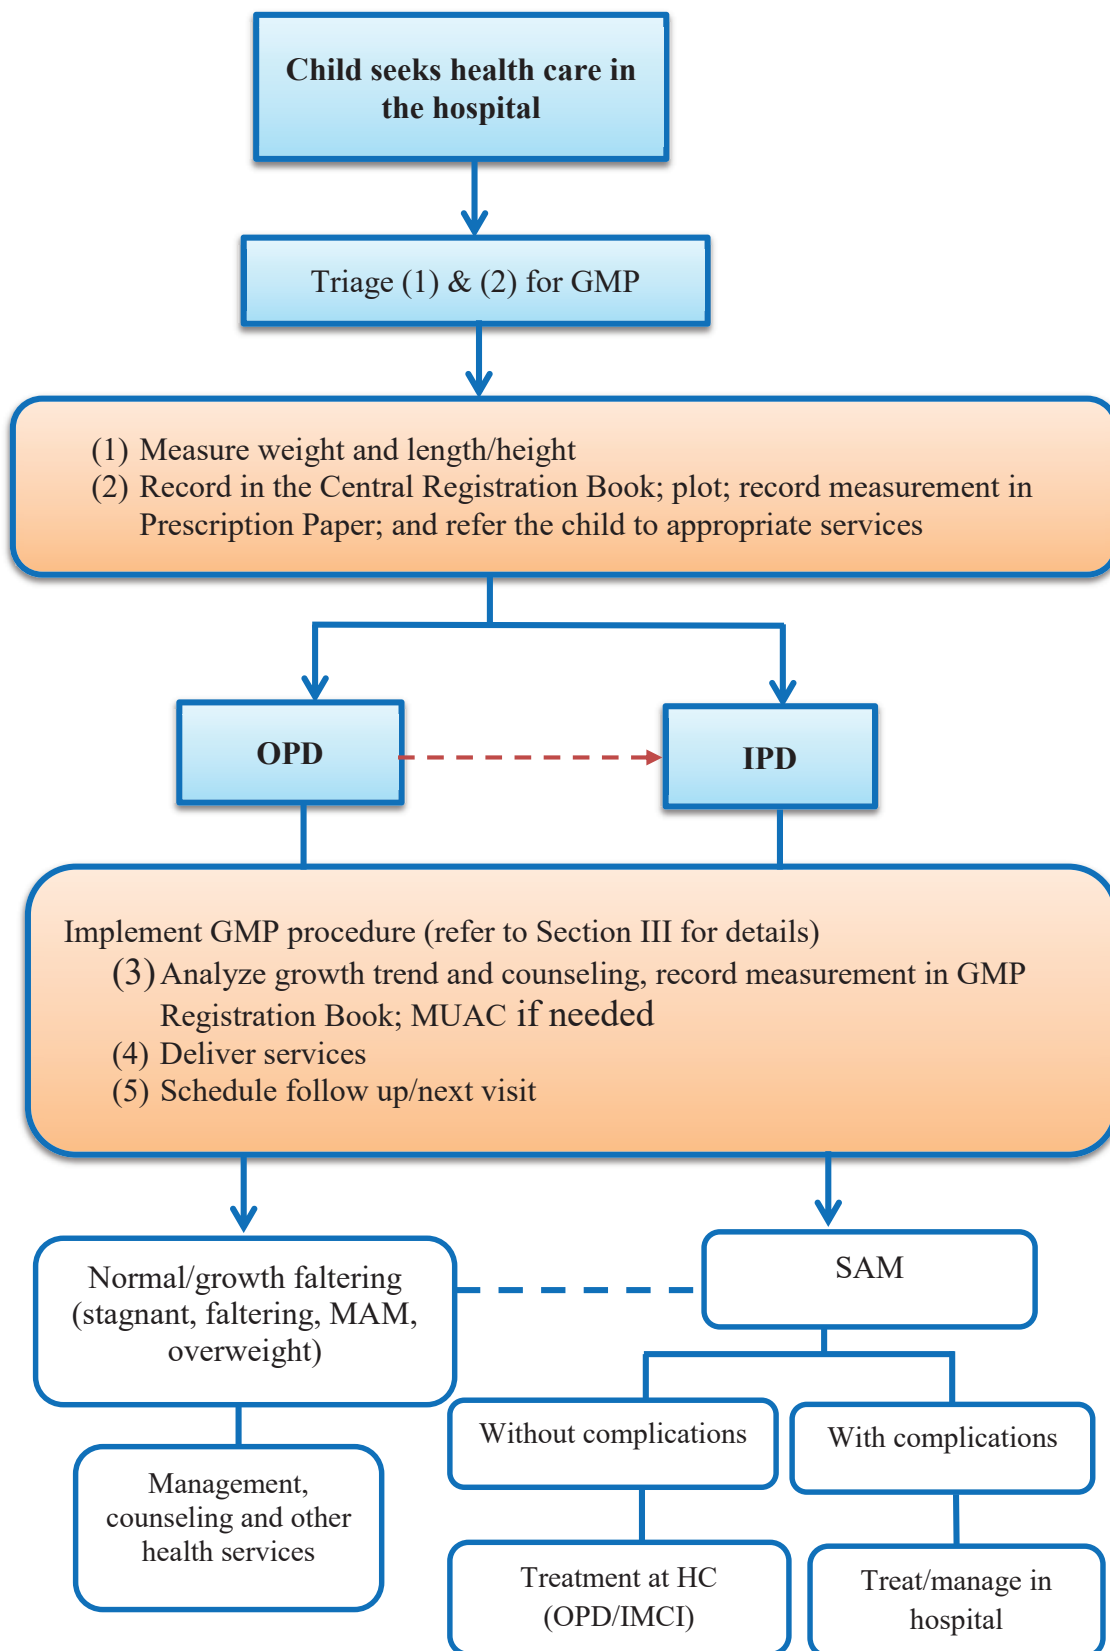 Child seeks health care in
the hospital
Triage (1) & (2) for GMP
(1) Measure weight and length/height
(2) Record in the Central Registration Book; plot; record measurement in
Prescription Paper; and refer the child to appropriate services
OPD
IPD
Implement GMP procedure (refer to Section III for details)
(3) Analyze growth trend and counseling, record measurement in GMP
Registration Book; MUAC if needed
(4) Deliver services
(5) Schedule follow up/next visit
Normal/growth faltering
(stagnant, faltering, MAM,
overweight)
SAM
Without complications
With complications
Management,
counseling and other
health services
Treatment at HC
(OPD/IMCI)
Treat/manage in
hospital